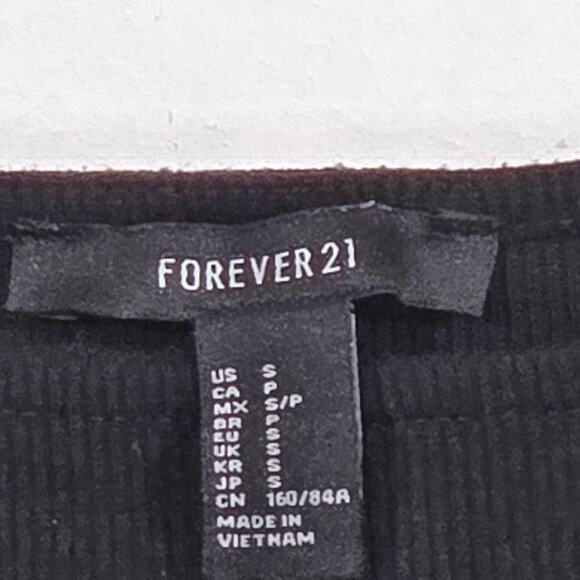 FOREVER 21
US S
CA P
MX S/P
BR P
EU S
UK S
KR S
JP S
CN 160/84A
MADE IN
VIETNAM